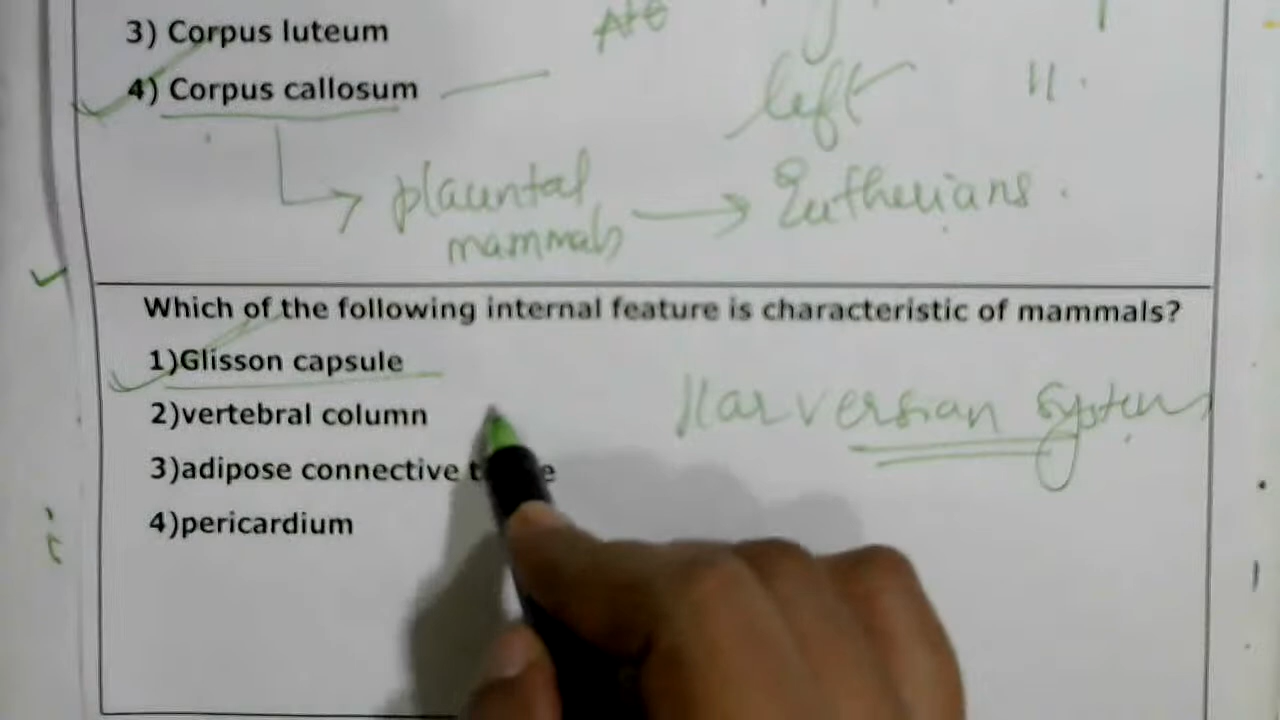 3) Corpus luteum
4) Corpus callosum
left 11.
placental mammals → Eutherians.
Which of the following internal feature is characteristic of mammals?
1)Glisson capsule
2)vertebral column
Harversian System
3)adipose connective
4)pericardium